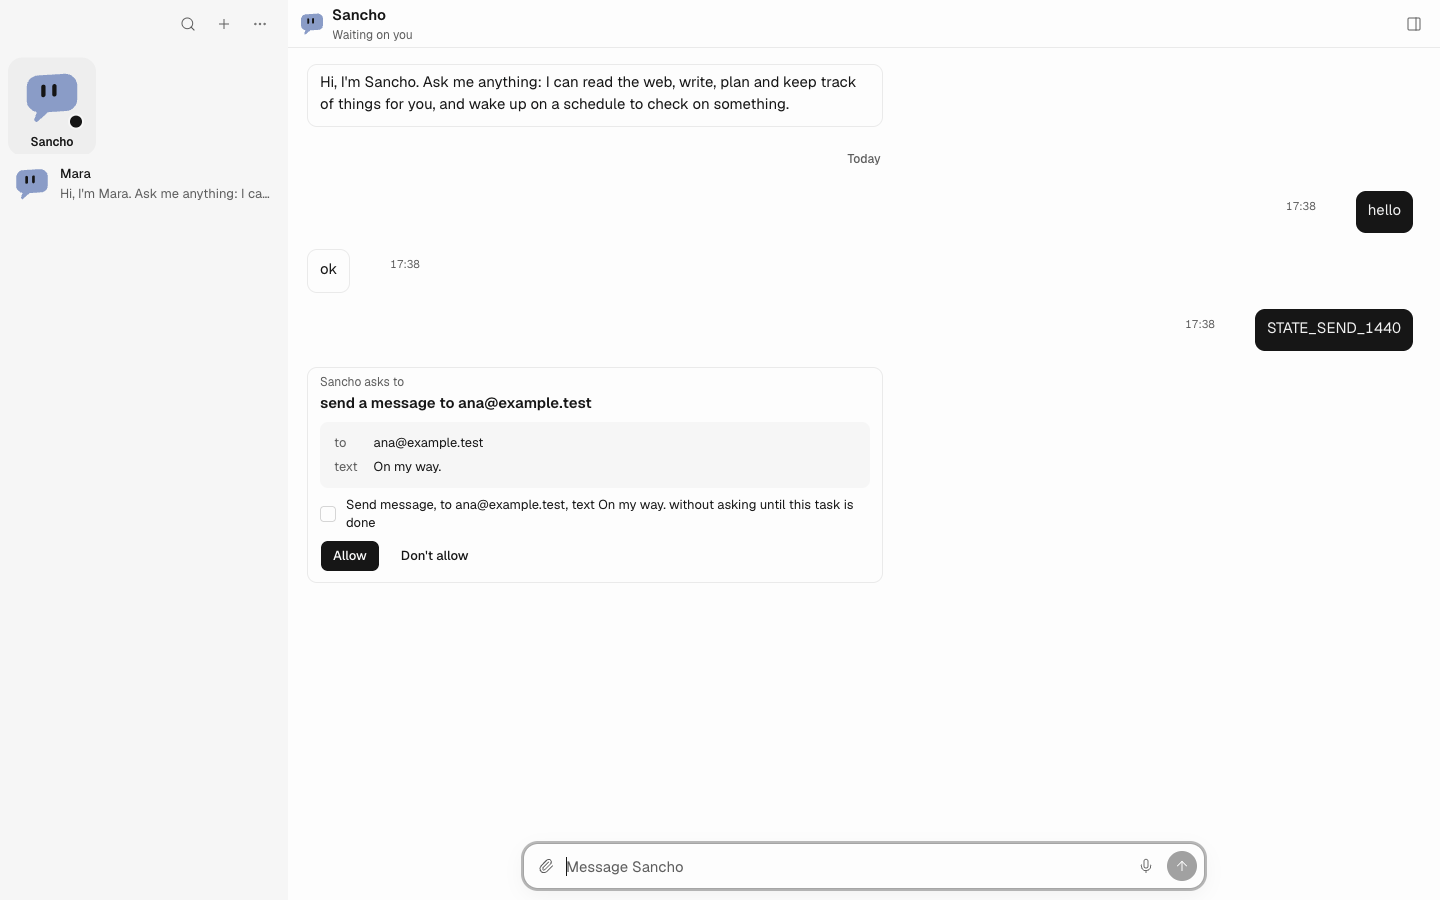 Sancho
Waiting on you
Sancho
Mara
Hi, I'm Mara. Ask me anything: I ca...
Hi, I'm Sancho. Ask me anything: I can read the web, write, plan and keep track
of things for you, and wake up on a schedule to check on something.
Today
17:38
hello
ok
17:38
17:38
STATE_SEND_1440
Sancho asks to
send a message to ana@example.test
to ana@example.test
text On my way.
Send message, to ana@example.test, text On my way. without asking until this task is
done
Allow
Don't allow
Message Sancho